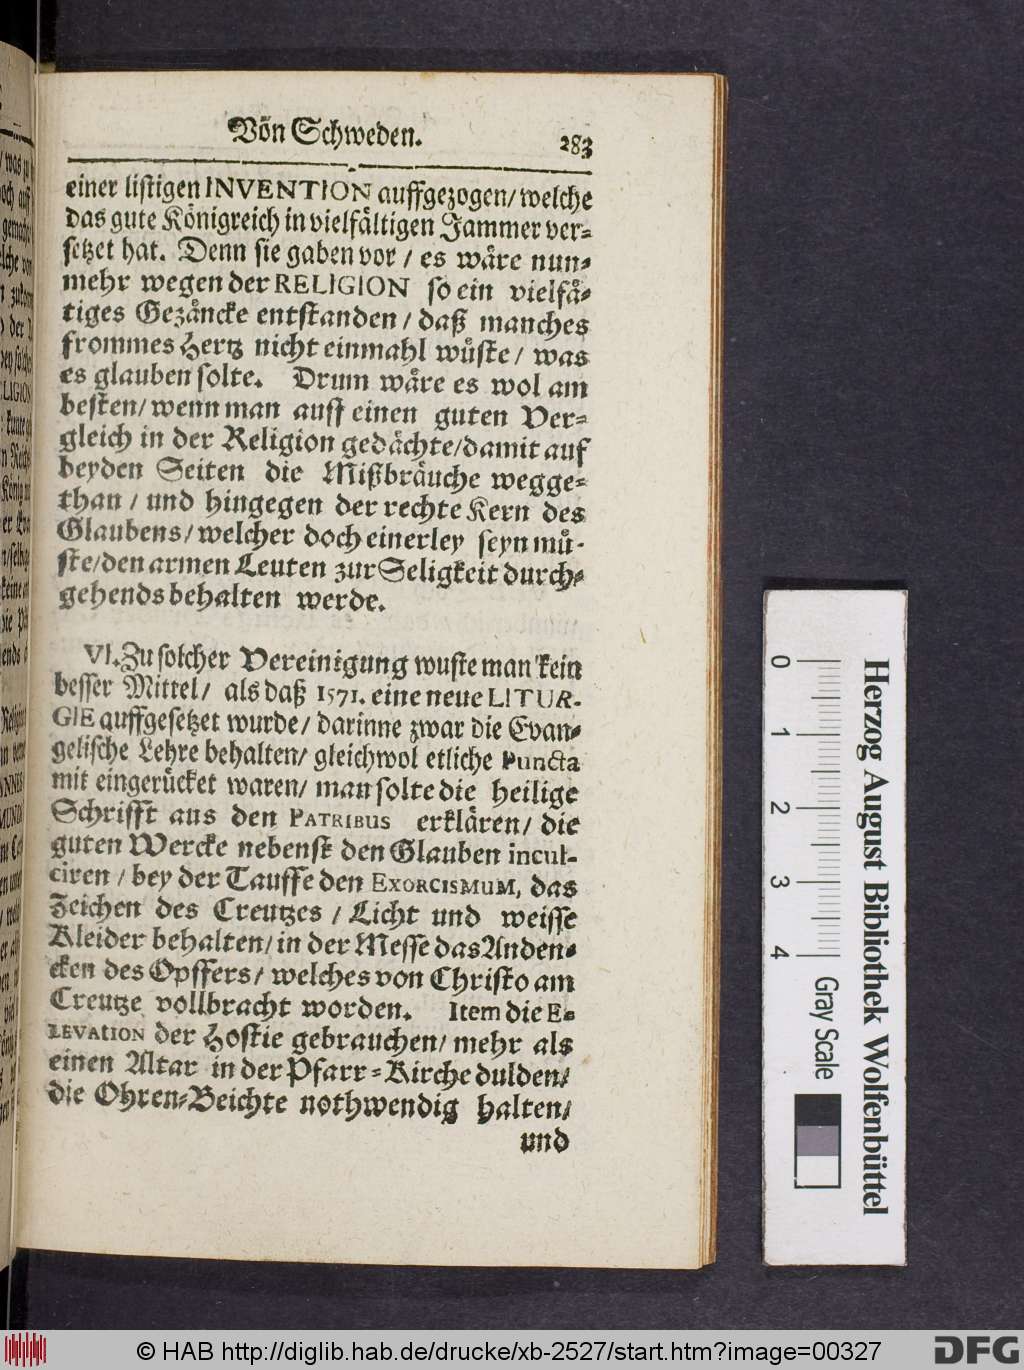 Von Schweden. 283
einer listigen INVENTION auffgezogen/ welche
das gute Königreich in vielfältigen Jammer ver-
setzet hat. Denn sie gaben vor / es wäre nun-
mehr wegen der RELIGION so ein vielfä-
tiges Gezäncke entstanden / daß manches
frommes Hertz nicht einmahl wüste / was
es glauben solte. Drum wäre es wol am
besten/ wenn man auff einen guten Ver-
gleich in der Religion gedächte/damit auf
beyden Seiten die Mißbräuche wegge-
than / und hingegen der rechte Kern des
Glaubens/ welcher doch einerley seyn mü-
ste/den armen Leuten zur Seligkeit durch-
gehends behalten werde.
VI. Zu solcher Vereinigung wuste man kein
besser Mittel/ als daß 1571. eine neue LITUR-
GIE auffgesetzet wurde/ darinne zwar die Evan-
gelische Lehre behalten/ gleichwol etliche Puncta
mit eingerücket waren/ man solte die heilige
Schrifft aus den PATRIBUS erklären/ die
guten Wercke nebenst den Glauben incul-
ciren / bey der Tauffe den EXORCISMUM, das
Zeichen des Creutzes / Licht und weisse
Kleider behalten/ in der Messe das Anden-
cken des Opffers/ welches von Christo am
Creutze vollbracht worden. Item die E-
LEVATION der Hostie gebrauchen/ mehr als
einen Altar in der Pfarr-Kirche dulden/
die Ohren-Beichte nothwendig halten/
und
0 1 2 3 4 Gray Scale
Herzog August Bibliothek Wolfenbüttel
© HAB http://diglib.hab.de/drucke/xb-2527/start.htm?image=00327
DFG